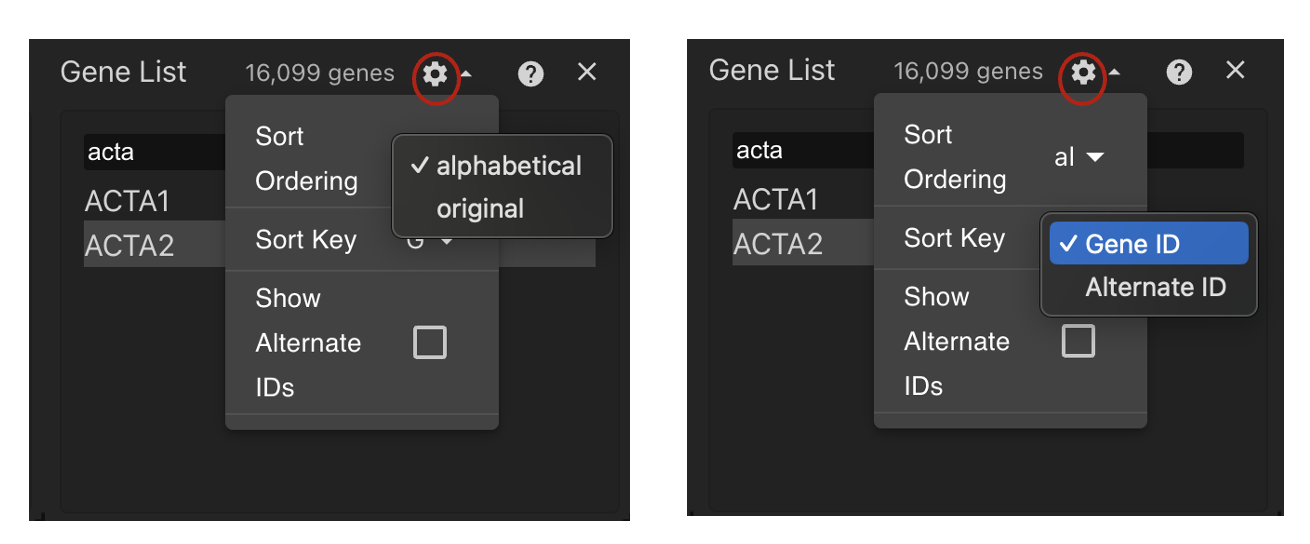 Gene List 16,099 genes
acta
Sort
Ordering
✓ alphabetical
original
ACTA1
ACTA2
Sort Key G
Show
Alternate
IDs
Gene List 16,099 genes
acta
Sort
Ordering
al
ACTA1
ACTA2
Sort Key
✓ Gene ID
Alternate ID
Show
Alternate
IDs